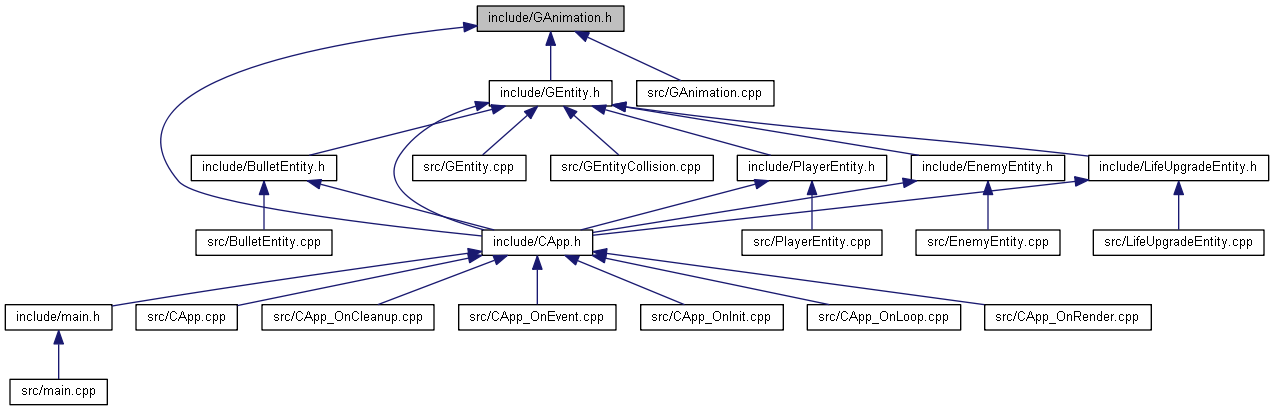 include/GAnimation.h
include/GEntity.h
src/GAnimation.cpp
include/BulletEntity.h
src/GEntity.cpp
src/GEntityCollision.cpp
include/PlayerEntity.h
include/EnemyEntity.h
include/LifeUpgradeEntity.h
src/BulletEntity.cpp
include/CApp.h
src/PlayerEntity.cpp
src/EnemyEntity.cpp
src/LifeUpgradeEntity.cpp
include/main.h
src/CApp.cpp
src/CApp_OnCleanup.cpp
src/CApp_OnEvent.cpp
src/CApp_OnInit.cpp
src/CApp_OnLoop.cpp
src/CApp_OnRender.cpp
src/main.cpp